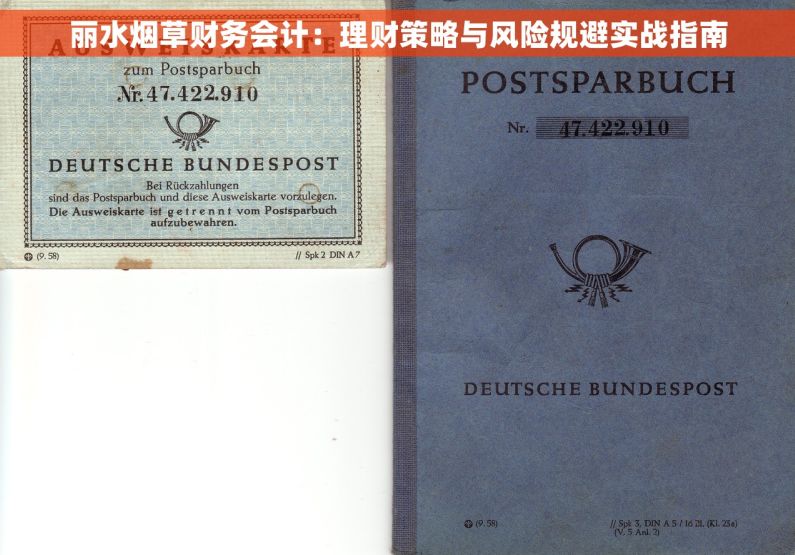 丽水烟草财务会计：理财策略与风险规避实战指南
AUSWEISKARTE
zum Postsparbuch
Nr. 47.422.910
DEUTSCHE BUNDESPOST
Bei Rückzahlungen
sind das Postsparbuch und diese Ausweiskarte vorzulegen.
Die Ausweiskarte ist getrennt vom Postsparbuch
aufzubewahren.
(9. 58)
// Spk 2 DIN A 7
POSTSPARBUCH
Nr. 47.422.910
DEUTSCHE BUNDESPOST
(9. 58)
// Spk 3, DIN A 5 / 16 Bl. (Kl. 23a)
(V. 5 Anl. 2)